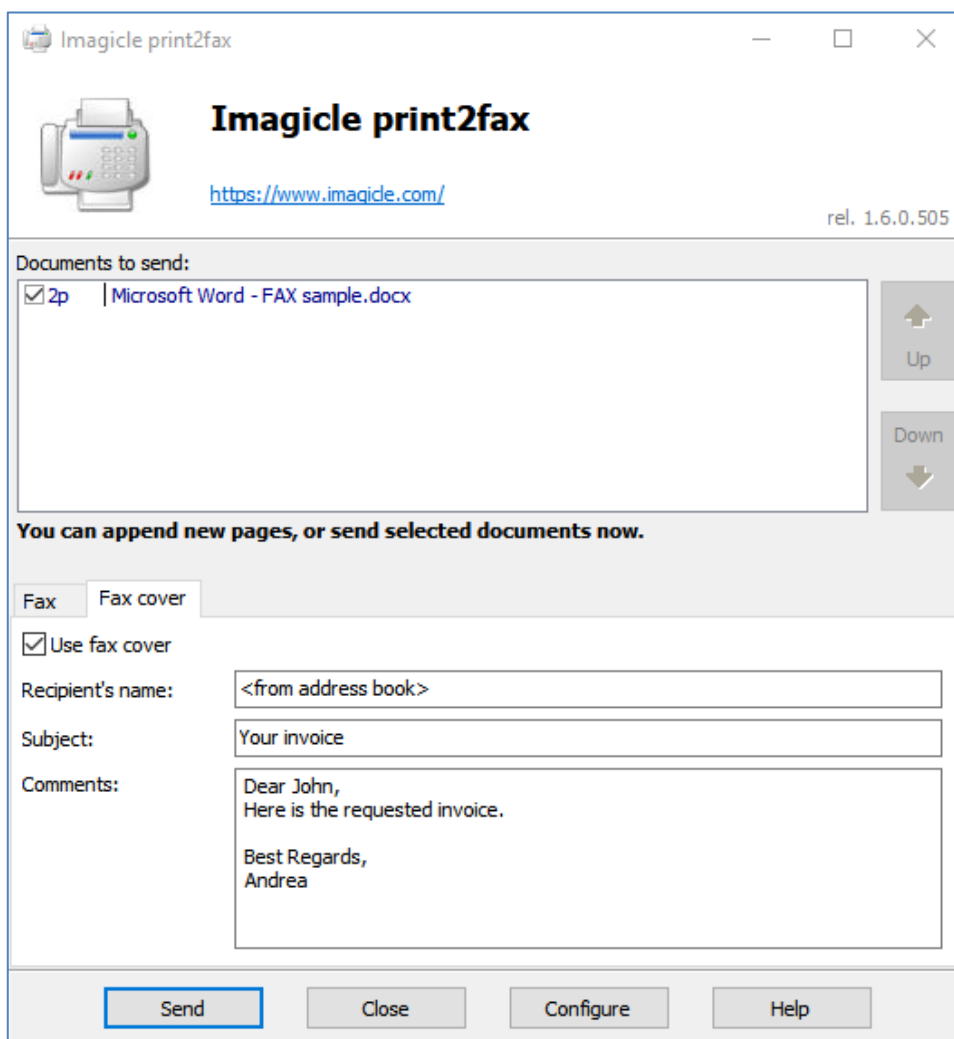 Imagicle print2fax
Imagicle print2fax
https://www.imagicle.com/
rel. 1.6.0.505
Documents to send:
2p Microsoft Word - FAX sample.docx
Up
Down
You can append new pages, or send selected documents now.
Fax Fax cover
Use fax cover
Recipient's name: <from address book>
Subject: Your invoice
Comments: Dear John,
Here is the requested invoice.
Best Regards,
Andrea
Send Close Configure Help